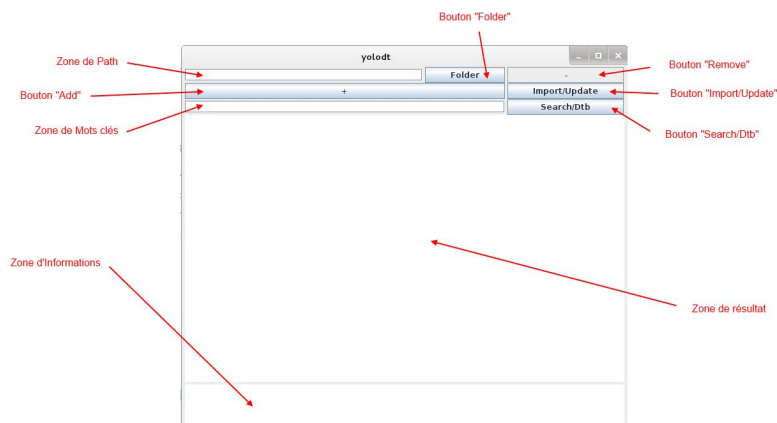 Bouton "Folder"
yolodt
Zone de Path
Folder
-
Bouton "Remove"
Bouton "Add"
+
Import/Update
Bouton "Import/Update"
Zone de Mots clés
Search/Dtb
Bouton "Search/Dtb"
Zone d'Informations
Zone de résultat